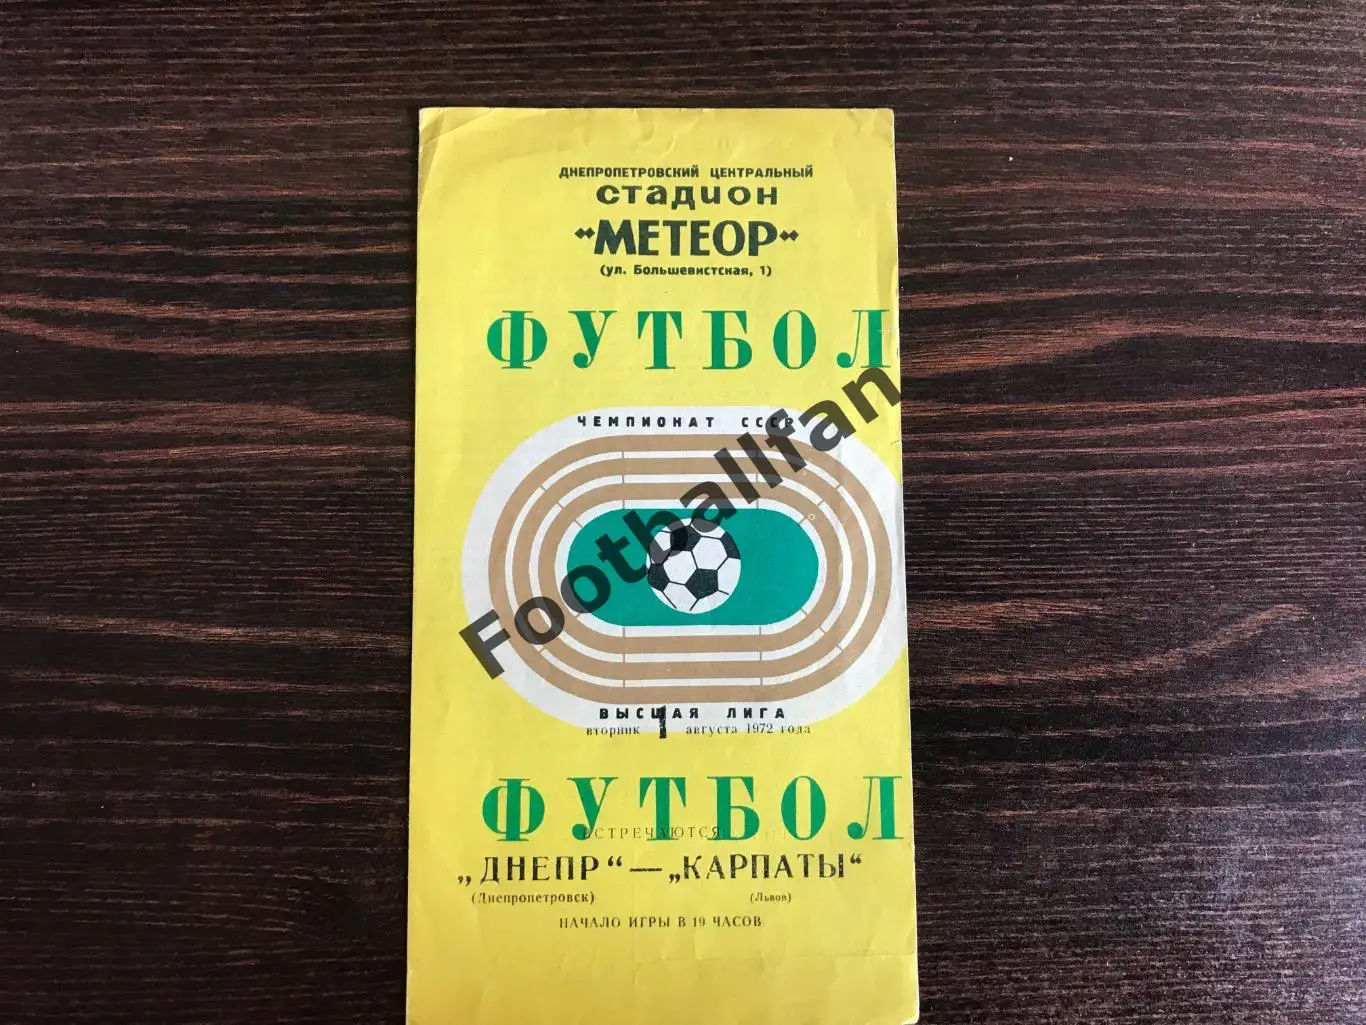 ДНЕПРОПЕТРОВСКИЙ ЦЕНТРАЛЬНЫЙ
стадион
"МЕТЕОР"
(ул. Большевистская, 1)
ФУТБОЛ
ЧЕМПИОНАТ СССР
Footballfan
ВЫСШАЯ ЛИГА
вторник 1 августа 1972 года
ФУТБОЛ
ВСТРЕЧАЮТСЯ
„ДНЕПР“ — „КАРПАТЫ“
(Днепропетровск) (Львов)
НАЧАЛО ИГРЫ В 19 ЧАСОВ